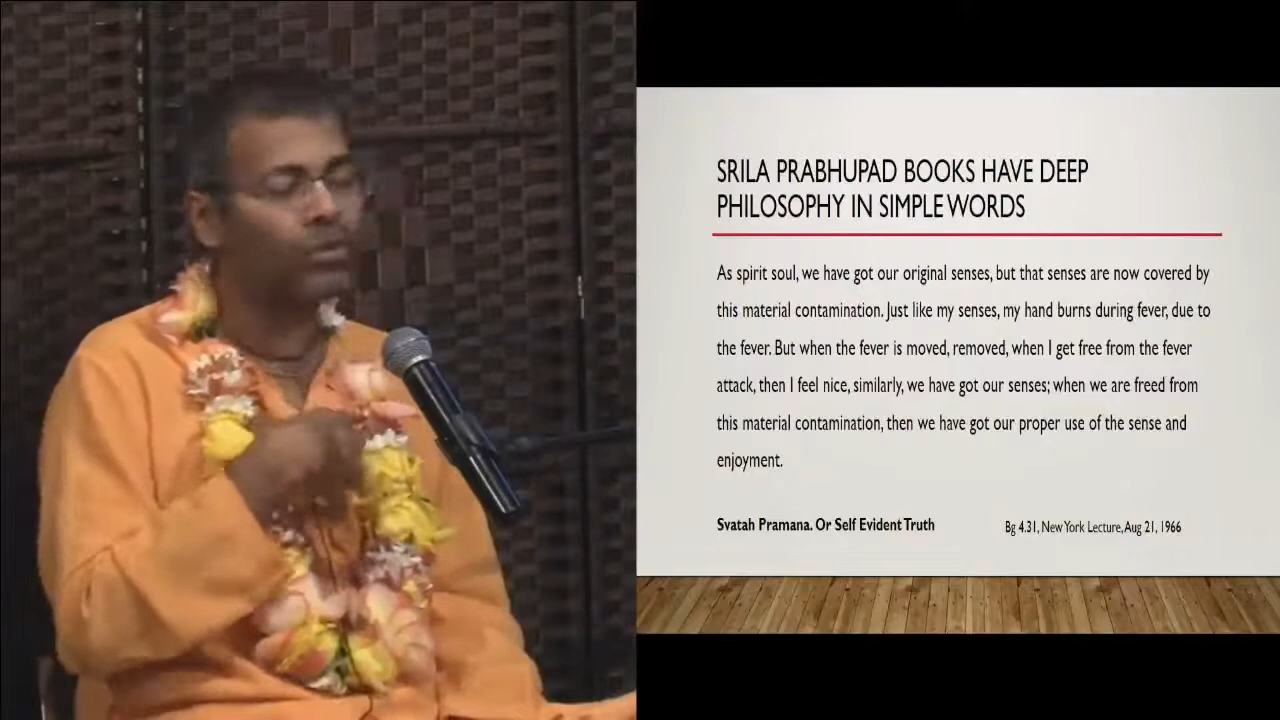 SRILA PRABHUPAD BOOKS HAVE DEEP
PHILOSOPHY IN SIMPLE WORDS
As spirit soul, we have got our original senses, but that senses are now covered by
this material contamination. Just like my senses, my hand burns during fever, due to
the fever. But when the fever is moved, removed, when I get free from the fever
attack, then I feel nice, similarly, we have got our senses; when we are freed from
this material contamination, then we have got our proper use of the sense and
enjoyment.
Svatah Pramana. Or Self Evident Truth
Bg 4.31, New York Lecture, Aug 21, 1966